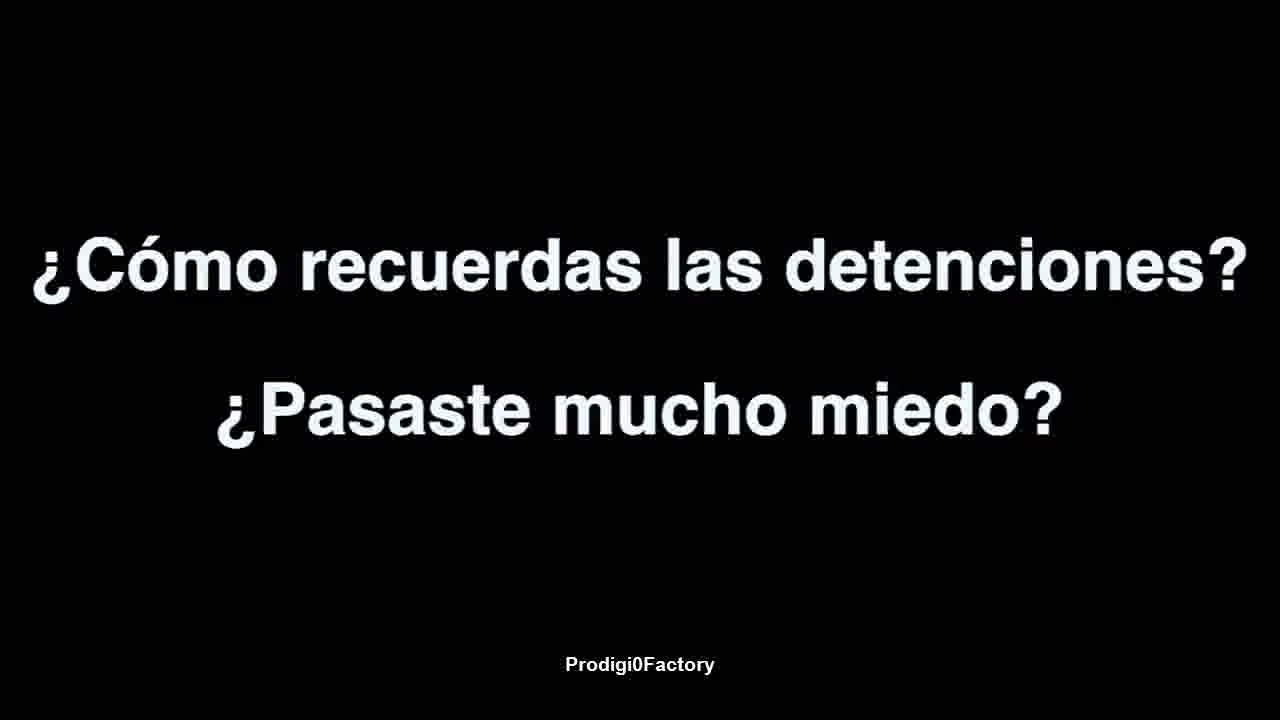 ¿Cómo recuerdas las detenciones?
¿Pasaste mucho miedo?
Prodigi0Factory